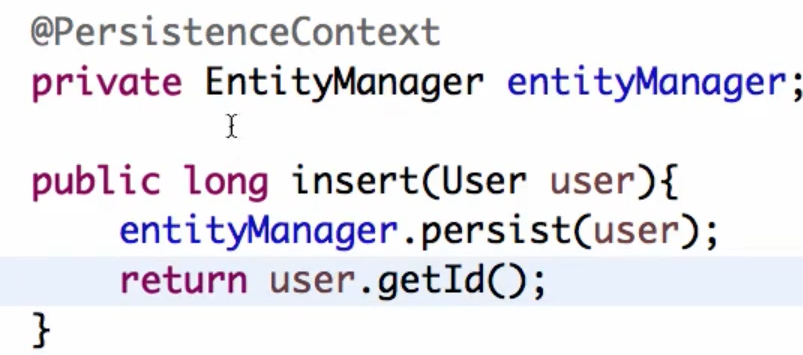 @PersistenceContext
private EntityManager entityManager;
public long insert(User user){
entityManager.persist(user);
return user.getId();
}